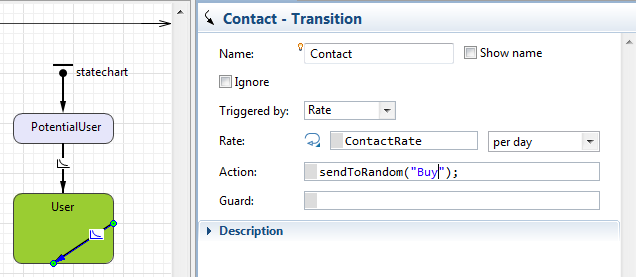 statechart
PotentialUser
User
Contact - Transition
Name: Contact Show name
Ignore
Triggered by: Rate
Rate: ContactRate per day
Action: sendToRandom("Buy");
Guard:
Description